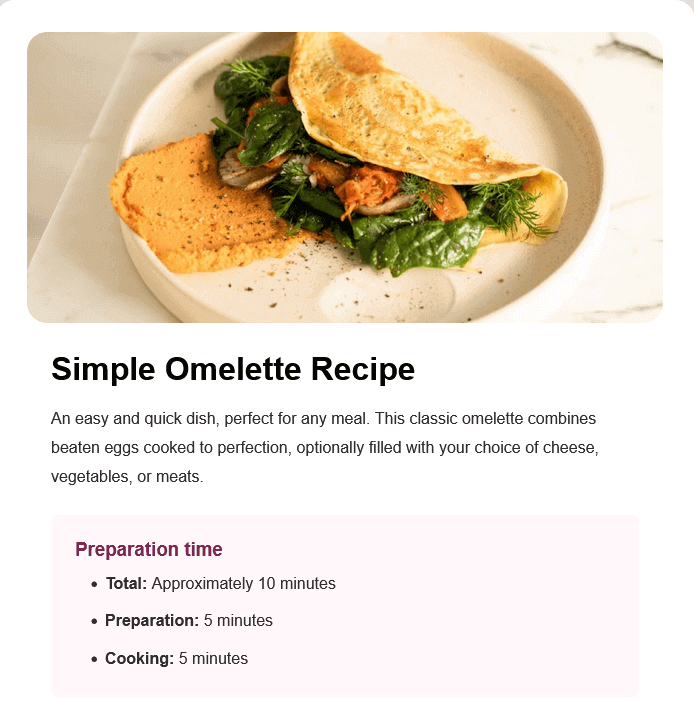 Simple Omelette Recipe
An easy and quick dish, perfect for any meal. This classic omelette combines
beaten eggs cooked to perfection, optionally filled with your choice of cheese,
vegetables, or meats.
Preparation time
• Total: Approximately 10 minutes
• Preparation: 5 minutes
• Cooking: 5 minutes